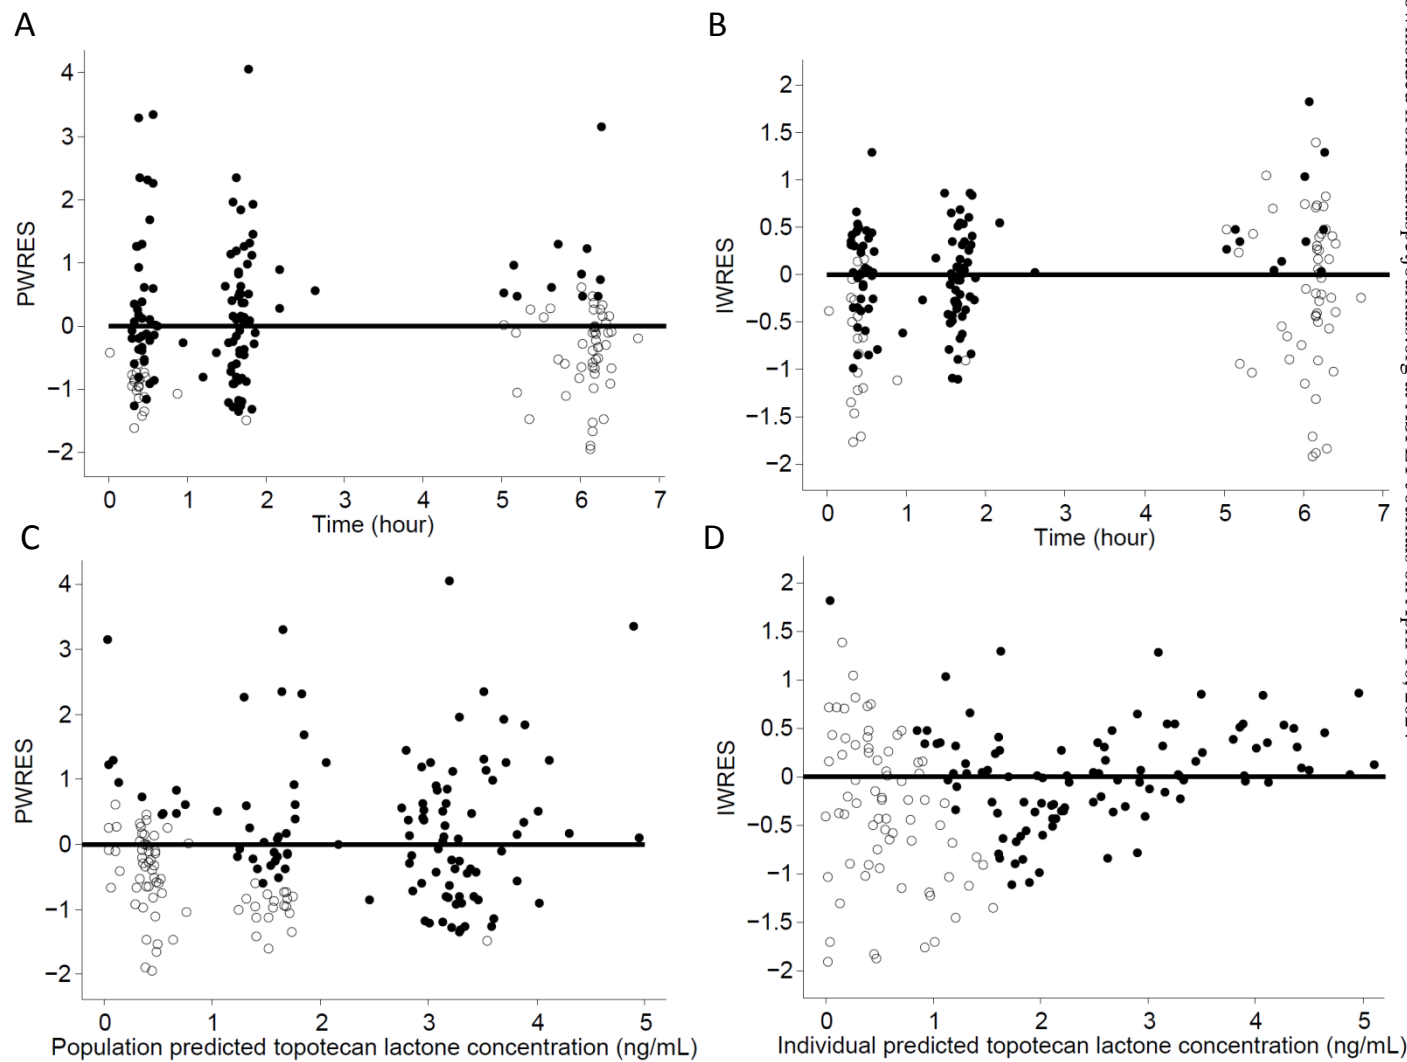 A
4
3
2
1
0
−1
−2
PWRES
0 1 2 3 4 5 6 7
Time (hour)
B
2
1.5
1
0.5
0
−0.5
−1
−1.5
−2
IWRES
0 1 2 3 4 5 6 7
Time (hour)
C
4
3
2
1
0
−1
−2
PWRES
0 1 2 3 4 5
Population predicted topotecan lactone concentration (ng/mL)
D
2
1.5
1
0.5
0
−0.5
−1
−1.5
−2
IWRES
0 1 2 3 4 5
Individual predicted topotecan lactone concentration (ng/mL)